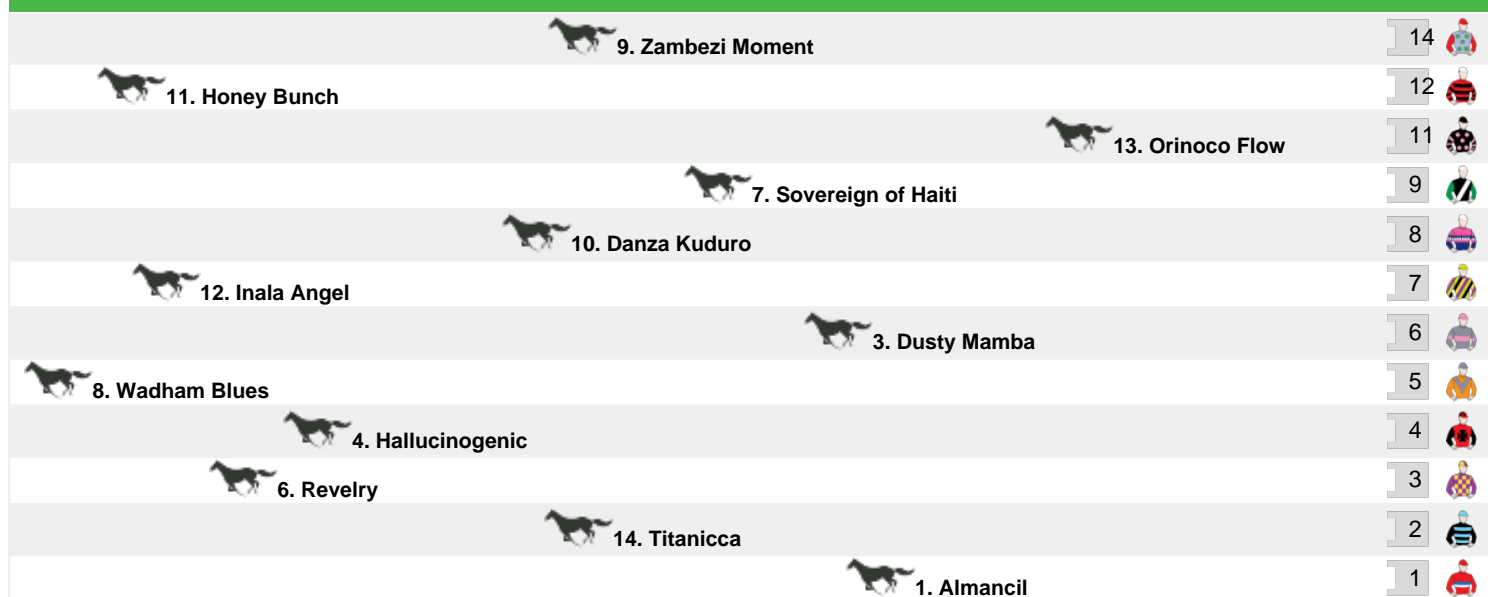 9. Zambezi Moment 14
11. Honey Bunch 12
13. Orinoco Flow 11
7. Sovereign of Haiti 9
10. Danza Kuduro 8
12. Inala Angel 7
3. Dusty Mamba 6
8. Wadham Blues 5
4. Hallucinogenic 4
6. Revelry 3
14. Titanicca 2
1. Almancil 1